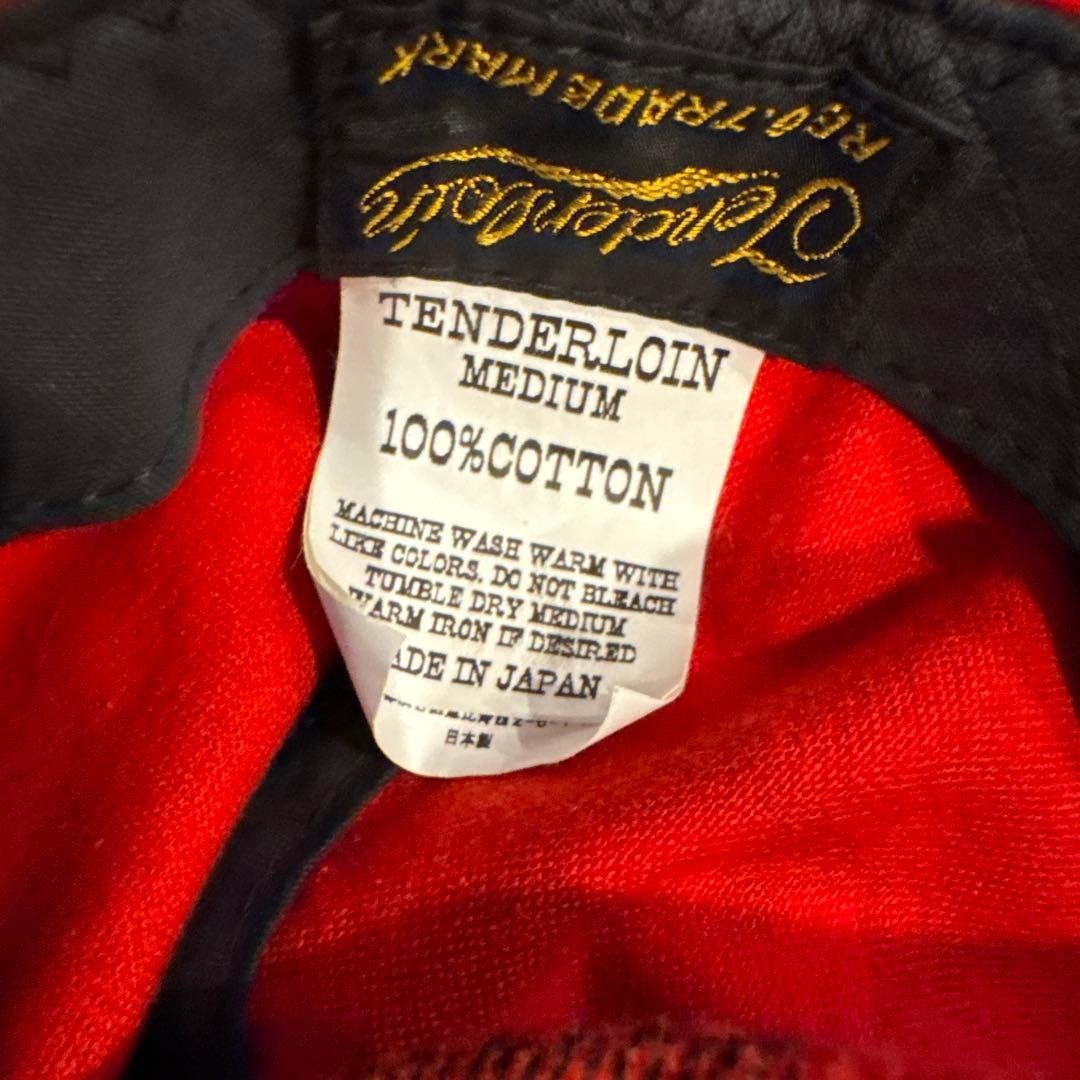 REG. TRADE MARK
Tenderloin
TENDERLOIN
MEDIUM
100%COTTON
MACHINE WASH WARM WITH
LIKE COLORS. DO NOT BLEACH
TUMBLE DRY MEDIUM
WARM IRON IF DESIRED
ADE IN JAPAN
日本製